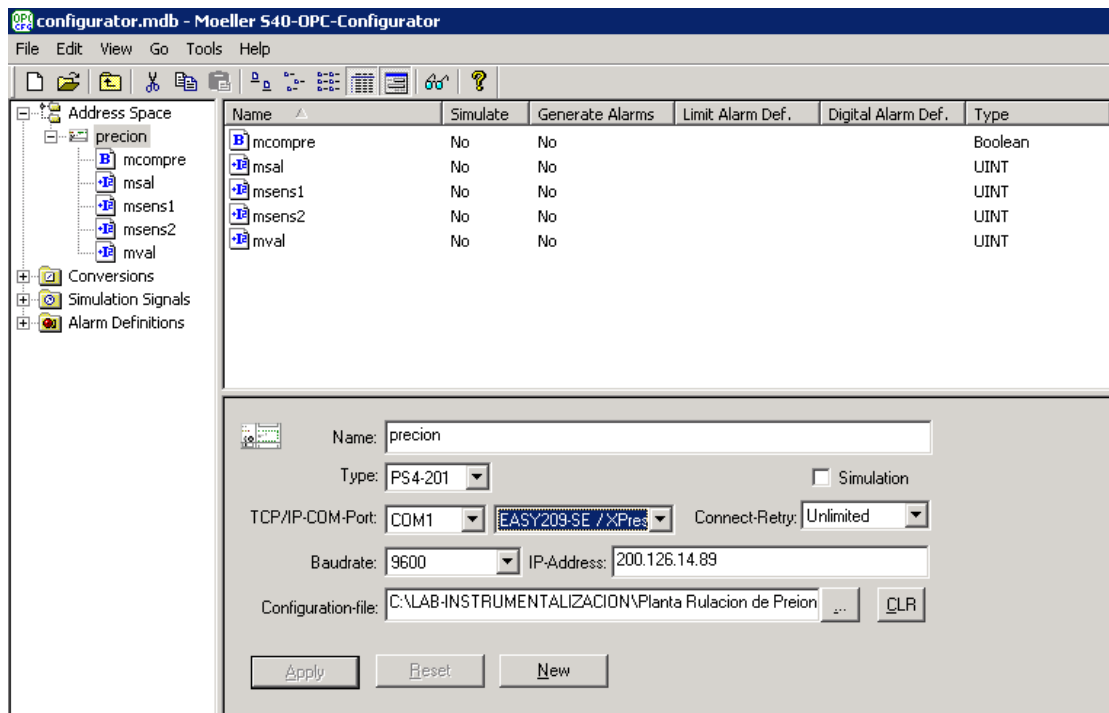 configurator.mdb - Moeller S40-OPC-Configurator
File Edit View Go Tools Help
Address Space
precion
mcompre
msal
msens1
msens2
mval
Conversions
Simulation Signals
Alarm Definitions
Name Simulate Generate Alarms Limit Alarm Def. Digital Alarm Def. Type
mcompre No No Boolean
msal No No UINT
msens1 No No UINT
msens2 No No UINT
mval No No UINT
Name: precion
Type: PS4-201 Simulation
TCP/IP-COM-Port: COM1 EASY209-SE / XPres Connect-Retry: Unlimited
Baudrate: 9600 IP-Address: 200.126.14.89
Configuration-file: C:\LAB-INSTRUMENTALIZACION\Planta Rulacion de Preion ... CLR
Apply Reset New